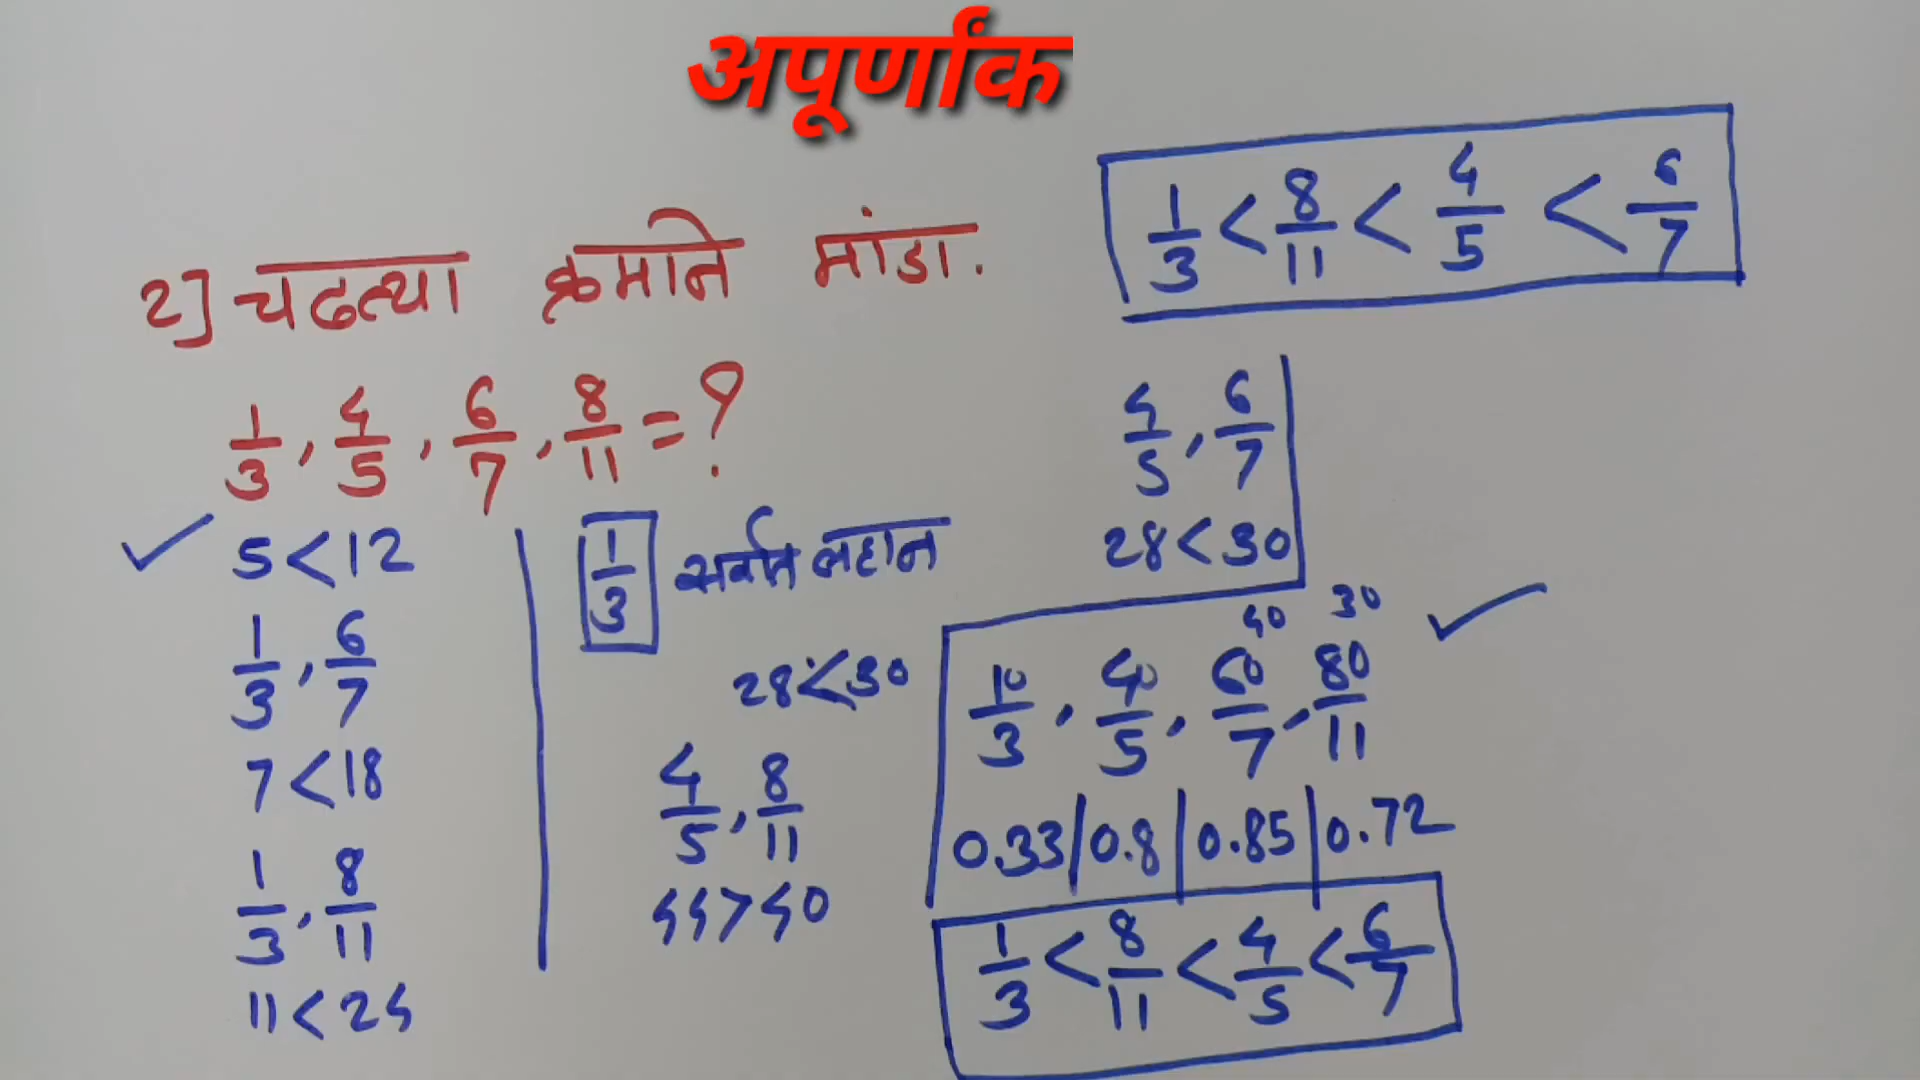 अपूर्णांक
2] चढत्या क्रमाने मांडा.
1/3, 4/5, 6/7, 8/11 = ?
5 < 12
1/3, 6/7
7 < 18
1/3, 8/11
11 < 24
1/3 सर्वात लहान
28 < 30
4/5, 8/11
44 > 40
1/3 < 8/11 < 4/5 < 6/7
4/5, 6/7
28 < 30
40 30
10/3, 40/5, 60/7, 80/11
0.33 | 0.8 | 0.85 | 0.72
1/3 < 8/11 < 4/5 < 6/7